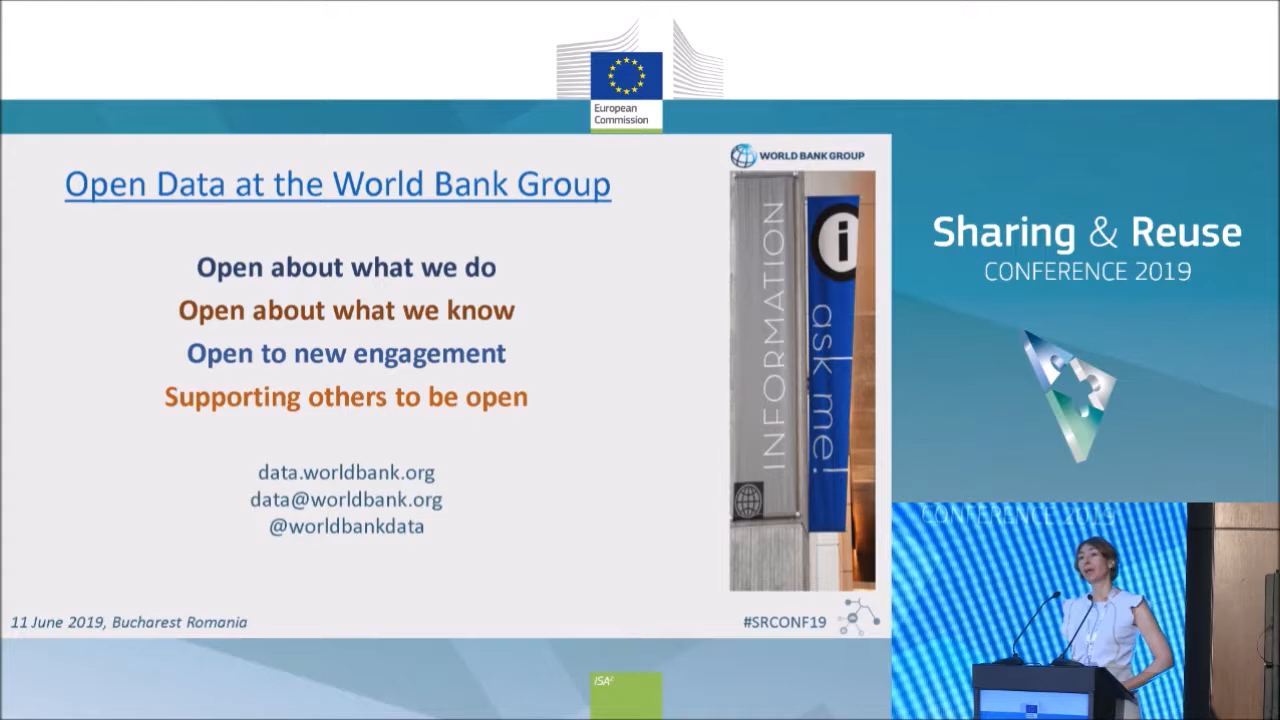 European
Commission
Open Data at the World Bank Group
Open about what we do
Open about what we know
Open to new engagement
Supporting others to be open
data.worldbank.org
data@worldbank.org
@worldbankdata
WORLD BANK GROUP
INFORMATION
i
ask me!
11 June 2019, Bucharest Romania
#SRCONF19
ISA²
Sharing & Reuse
CONFERENCE 2019
CONFERENCE 2019